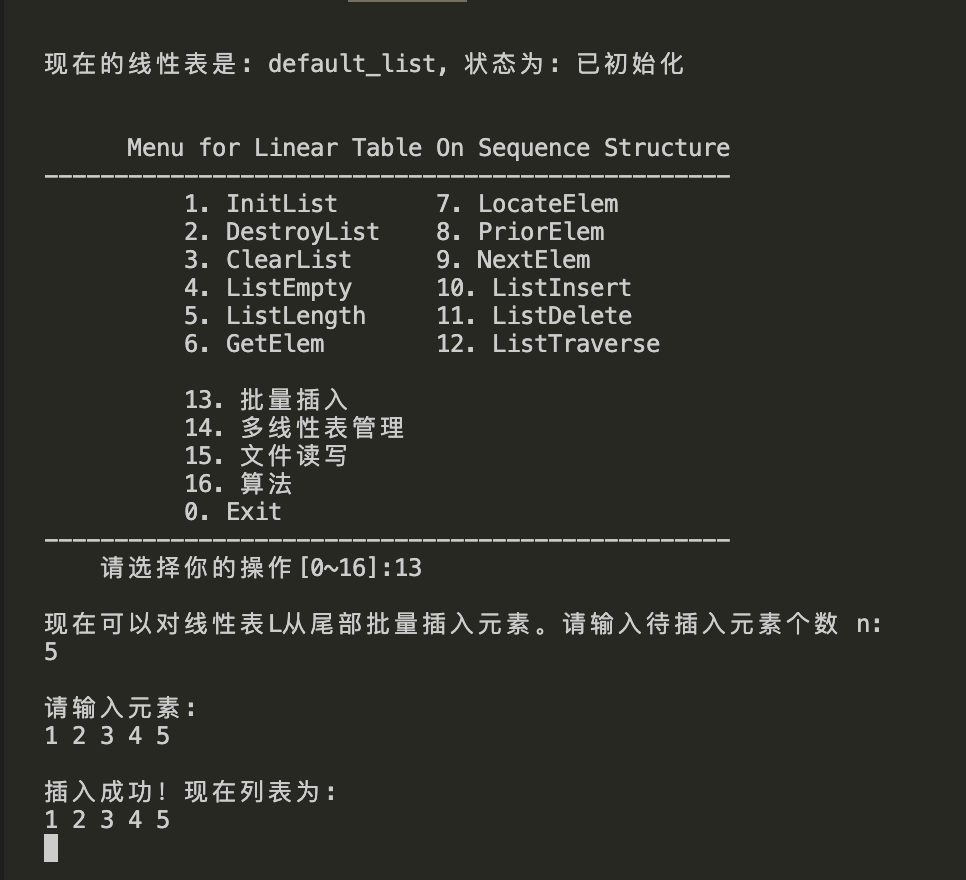 现在的线性表是: default_list, 状态为: 已初始化
Menu for Linear Table On Sequence Structure
-------------------------------------------------
1. InitList 7. LocateElem
2. DestroyList 8. PriorElem
3. ClearList 9. NextElem
4. ListEmpty 10. ListInsert
5. ListLength 11. ListDelete
6. GetElem 12. ListTraverse
13. 批量插入
14. 多线性表管理
15. 文件读写
16. 算法
0. Exit
-------------------------------------------------
请选择你的操作[0~16]:13
现在可以对线性表L从尾部批量插入元素。请输入待插入元素个数 n:
5
请输入元素:
1 2 3 4 5
插入成功! 现在列表为:
1 2 3 4 5